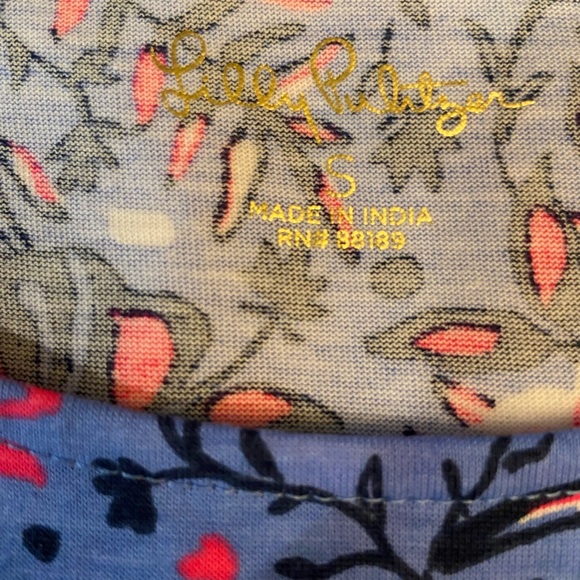 Lilly Pulitzer
S
MADE IN INDIA
RN# 88189